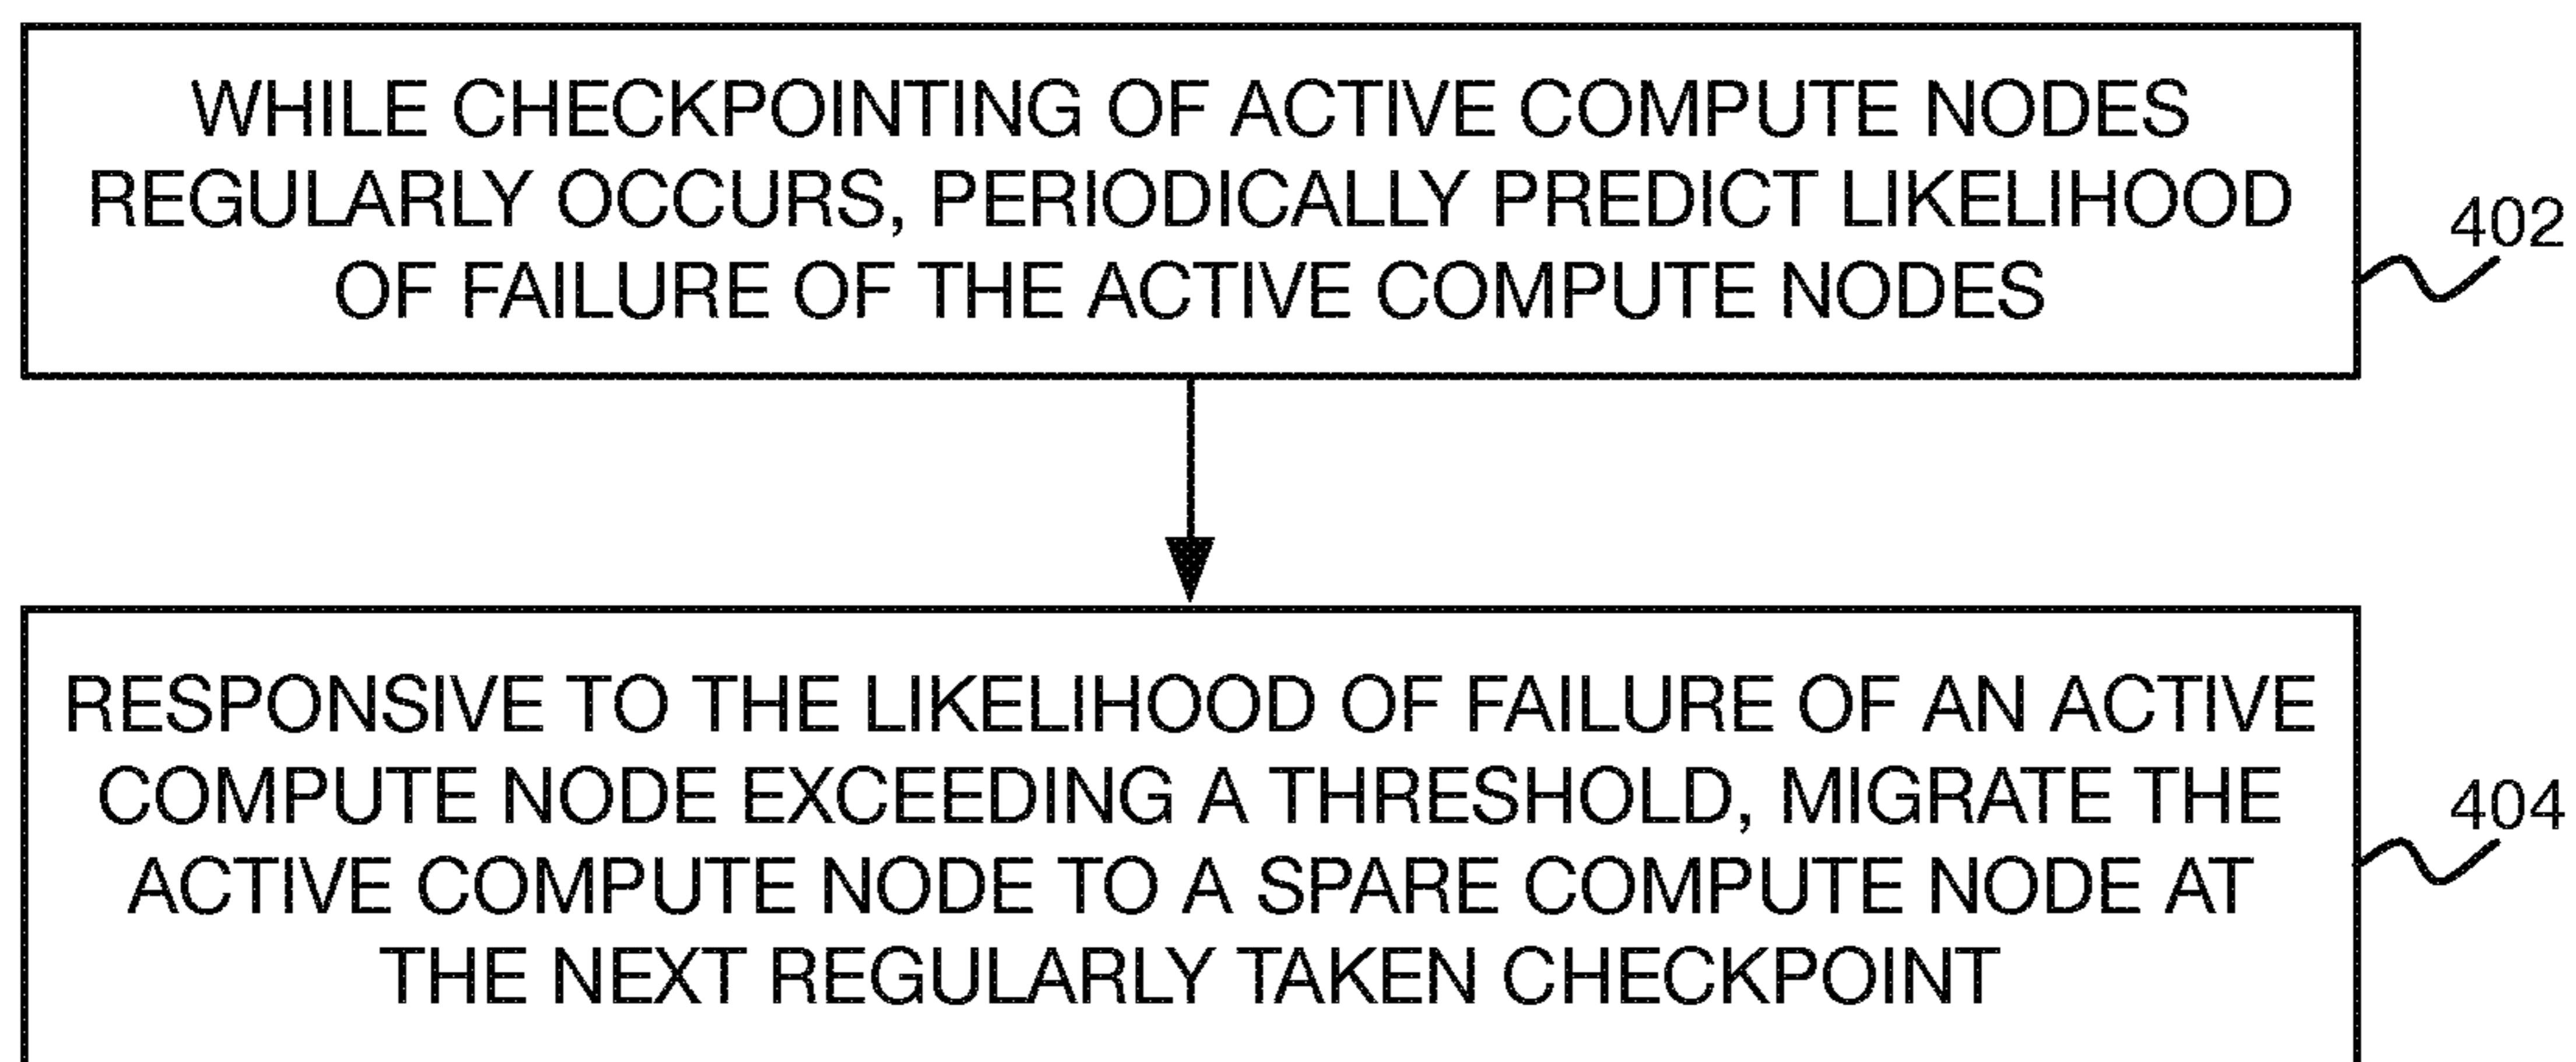 WHILE CHECKPOINTING OF ACTIVE COMPUTE NODES
REGULARLY OCCURS, PERIODICALLY PREDICT LIKELIHOOD
OF FAILURE OF THE ACTIVE COMPUTE NODES
402
RESPONSIVE TO THE LIKELIHOOD OF FAILURE OF AN ACTIVE
COMPUTE NODE EXCEEDING A THRESHOLD, MIGRATE THE
ACTIVE COMPUTE NODE TO A SPARE COMPUTE NODE AT
THE NEXT REGULARLY TAKEN CHECKPOINT
404